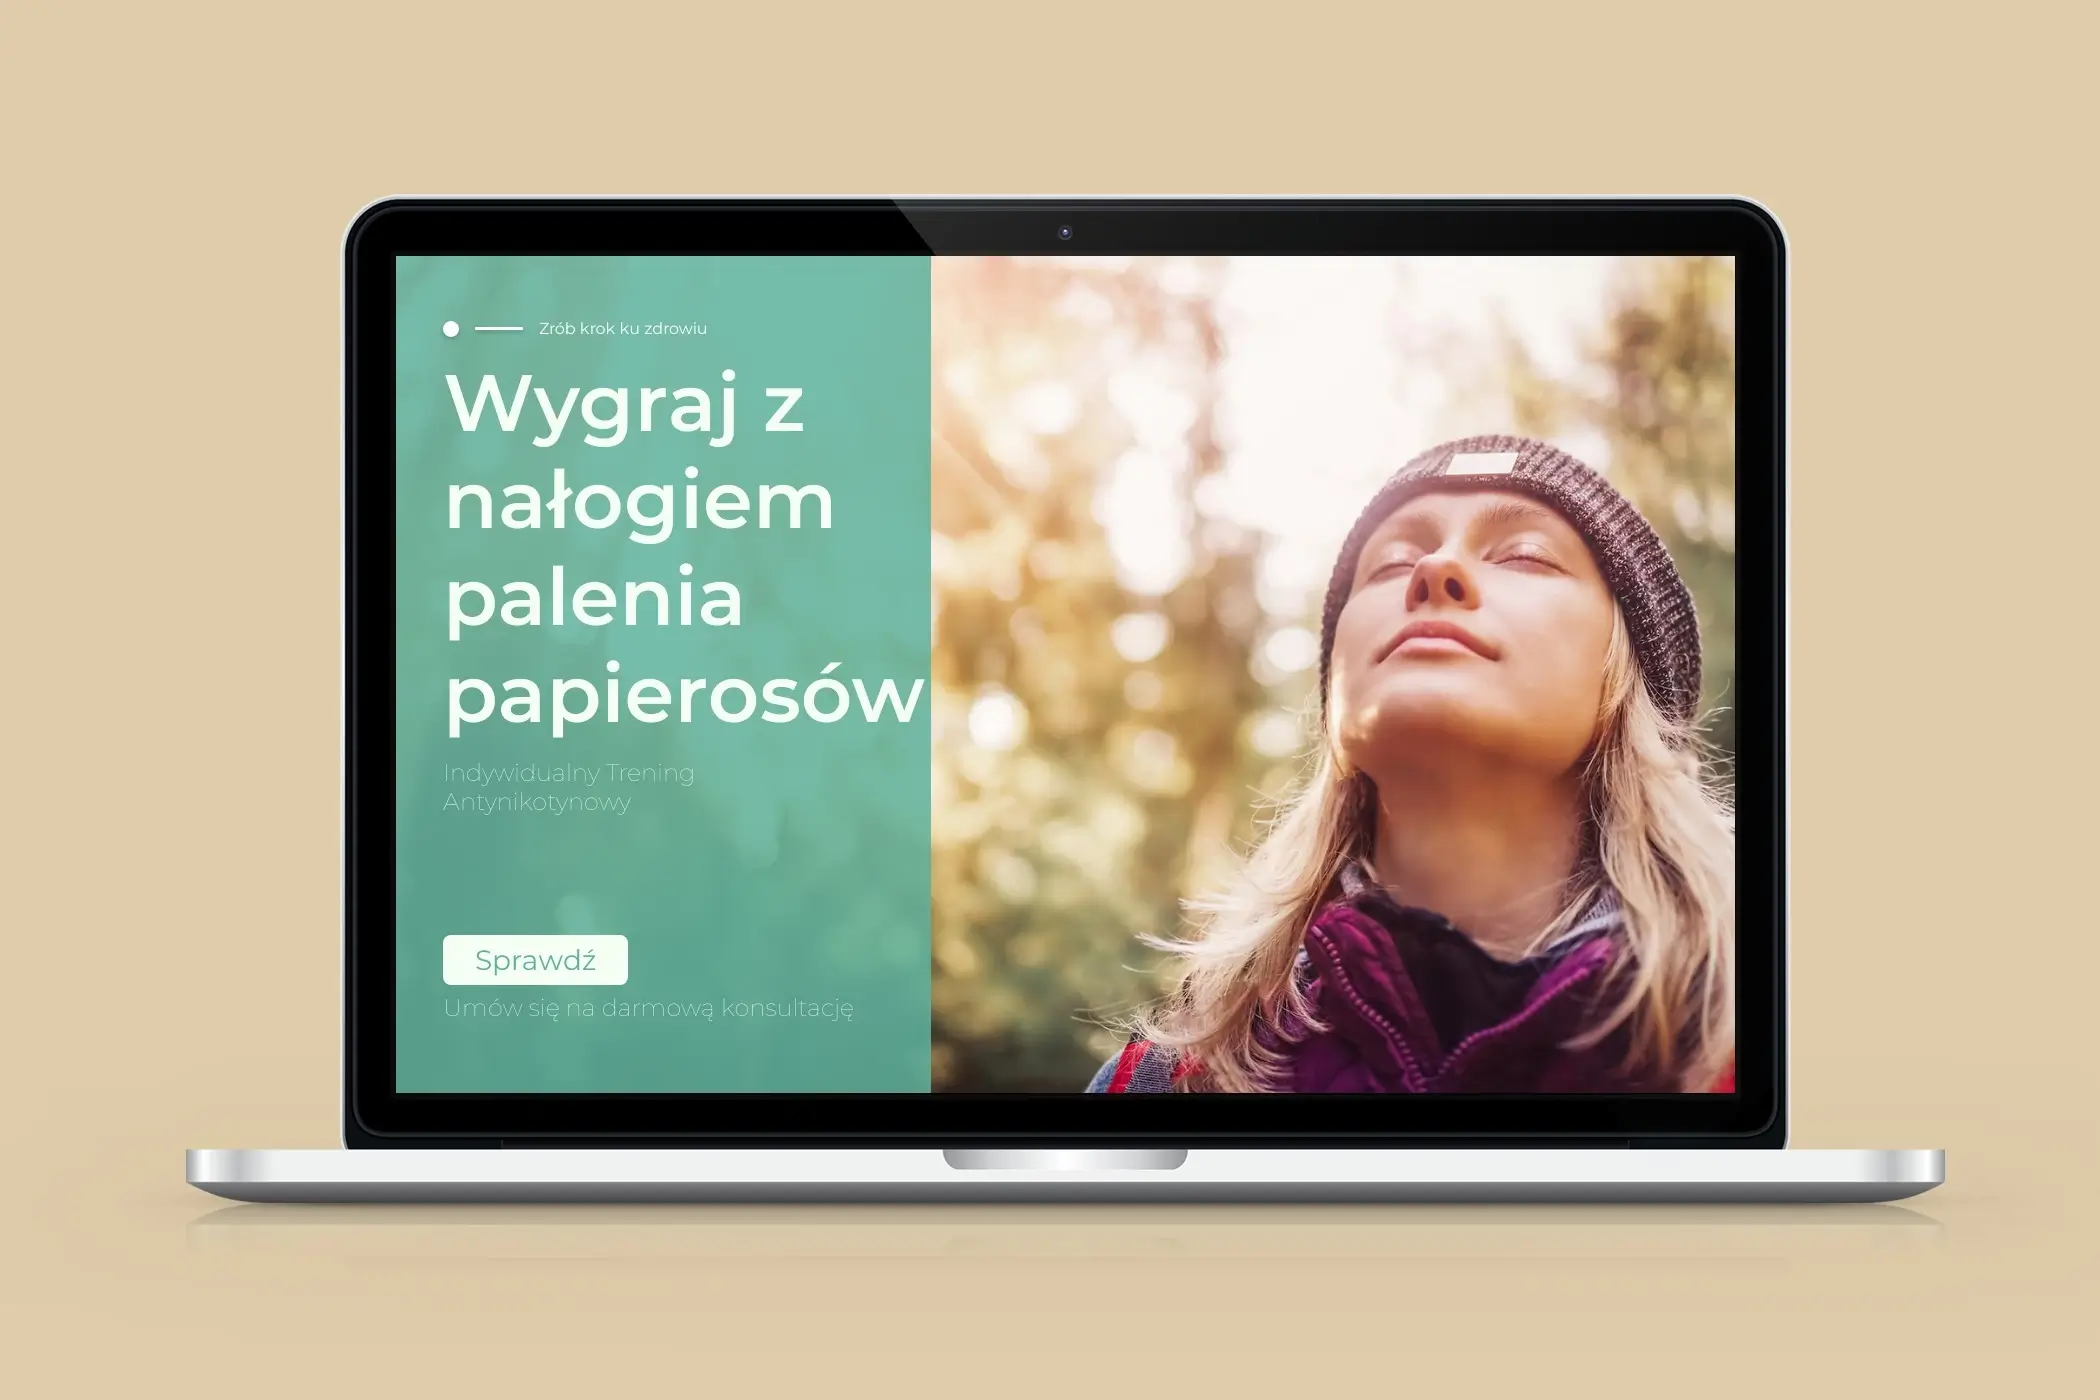 Zrób krok ku zdrowiu
Wygraj z
nałogiem
palenia
papierosów
Indywidualny Trening
Antynikotynowy
Sprawdź
Umów się na darmową konsultację